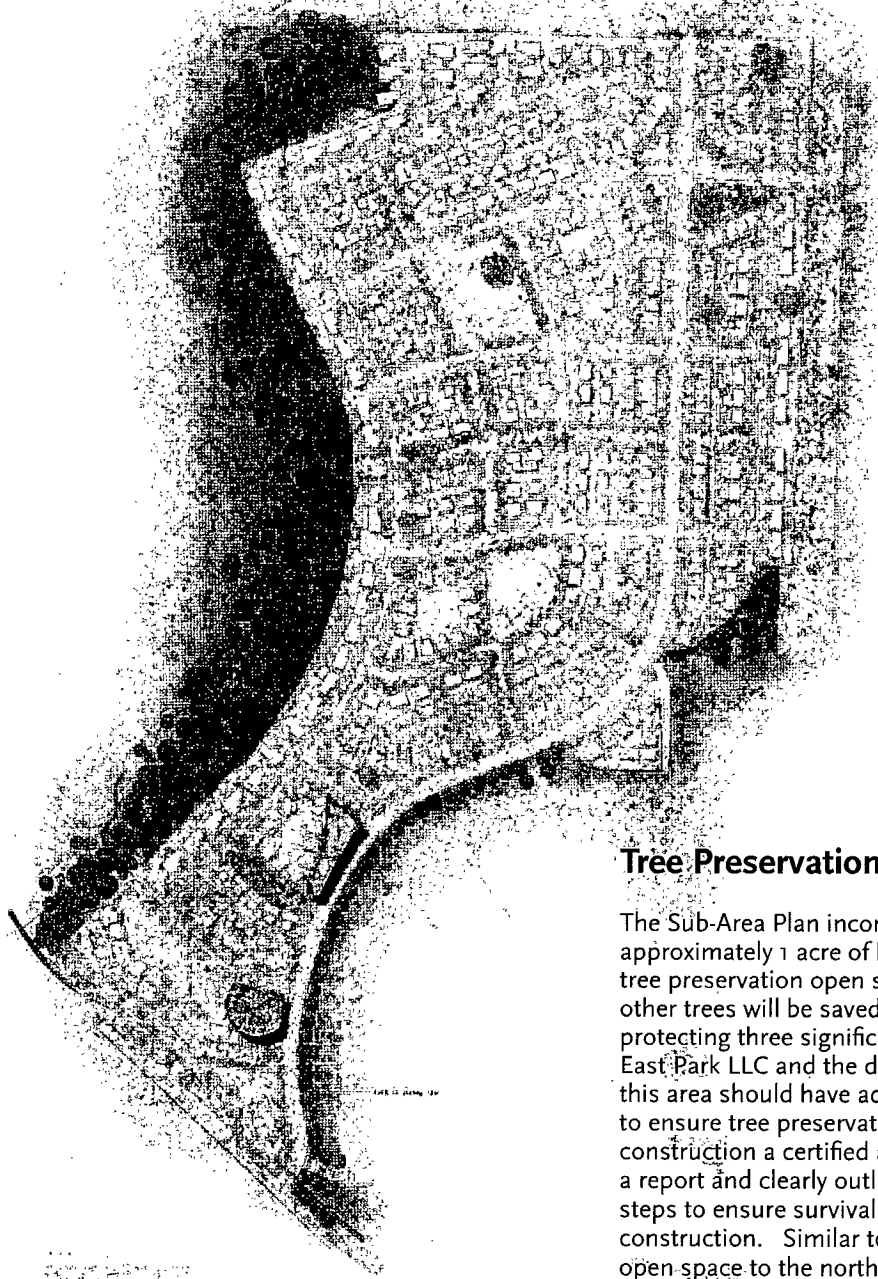 Tree Preservation
The Sub-Area Plan incor
approximately 1 acre of
tree preservation open s
other trees will be saved
protecting three signific
East Park LLC and the d
this area should have ad
to ensure tree preservat
construction a certified
a report and clearly outl
steps to ensure survival
construction. Similar to
open space to the north